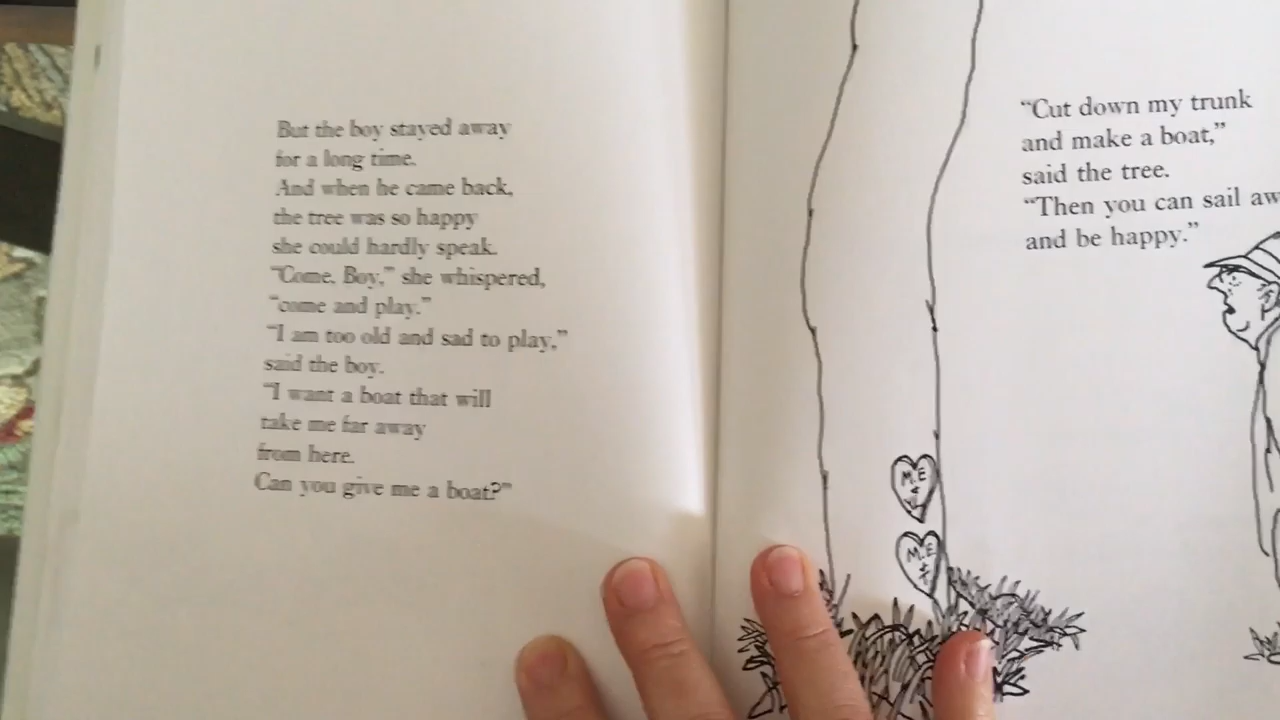 But the boy stayed away
for a long time.
And when he came back,
the tree was so happy
she could hardly speak.
"Come, Boy," she whispered,
"come and play."
"I am too old and sad to play,"
said the boy.
"I want a boat that will
take me far away
from here.
Can you give me a boat?"
"Cut down my trunk
and make a boat,"
said the tree.
"Then you can sail aw
and be happy."
M.E
+
M.E
+